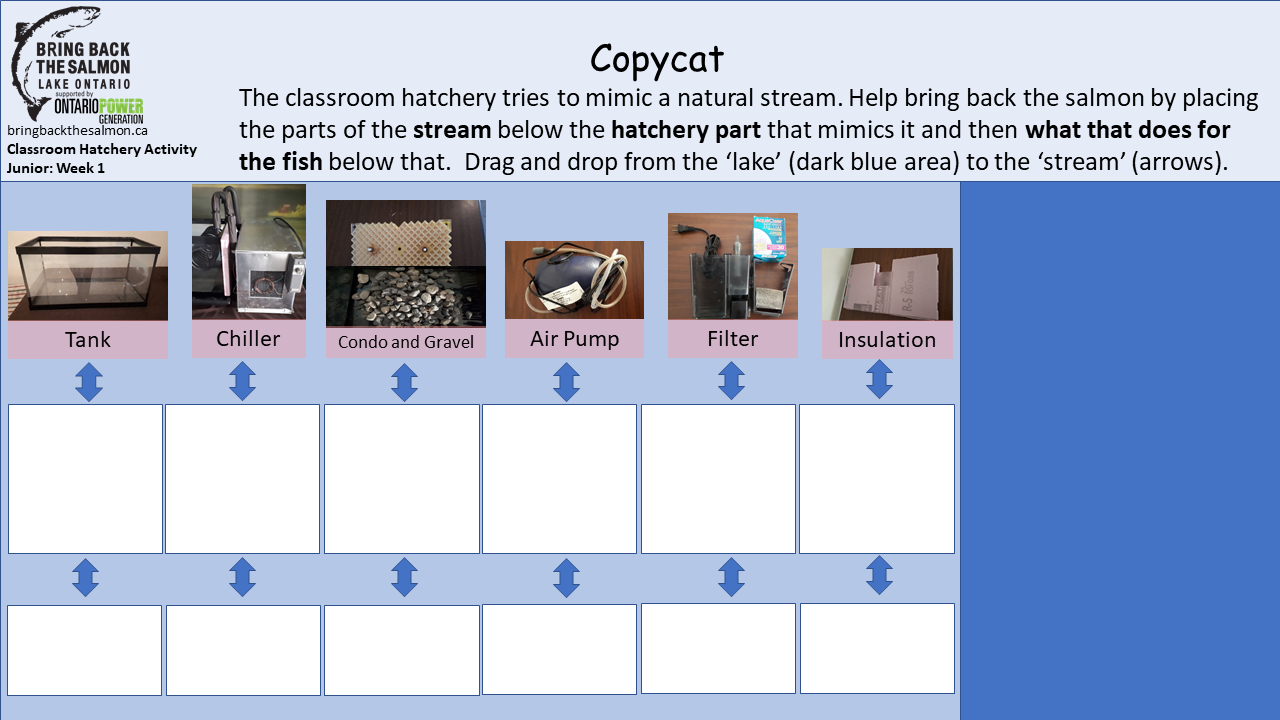 BRING BACK
THE SALMON
LAKE ONTARIO
supported by
ONTARIOPOWER
GENERATION
bringbackthesalmon.ca
Classroom Hatchery Activity
Junior: Week 1
Copycat
The classroom hatchery tries to mimic a natural stream. Help bring back the salmon by placing
the parts of the stream below the hatchery part that mimics it and then what that does for
the fish below that.  Drag and drop from the ‘lake’ (dark blue area) to the ‘stream’ (arrows).
Tank
Chiller
Condo and Gravel
Air Pump
Filter
Insulation